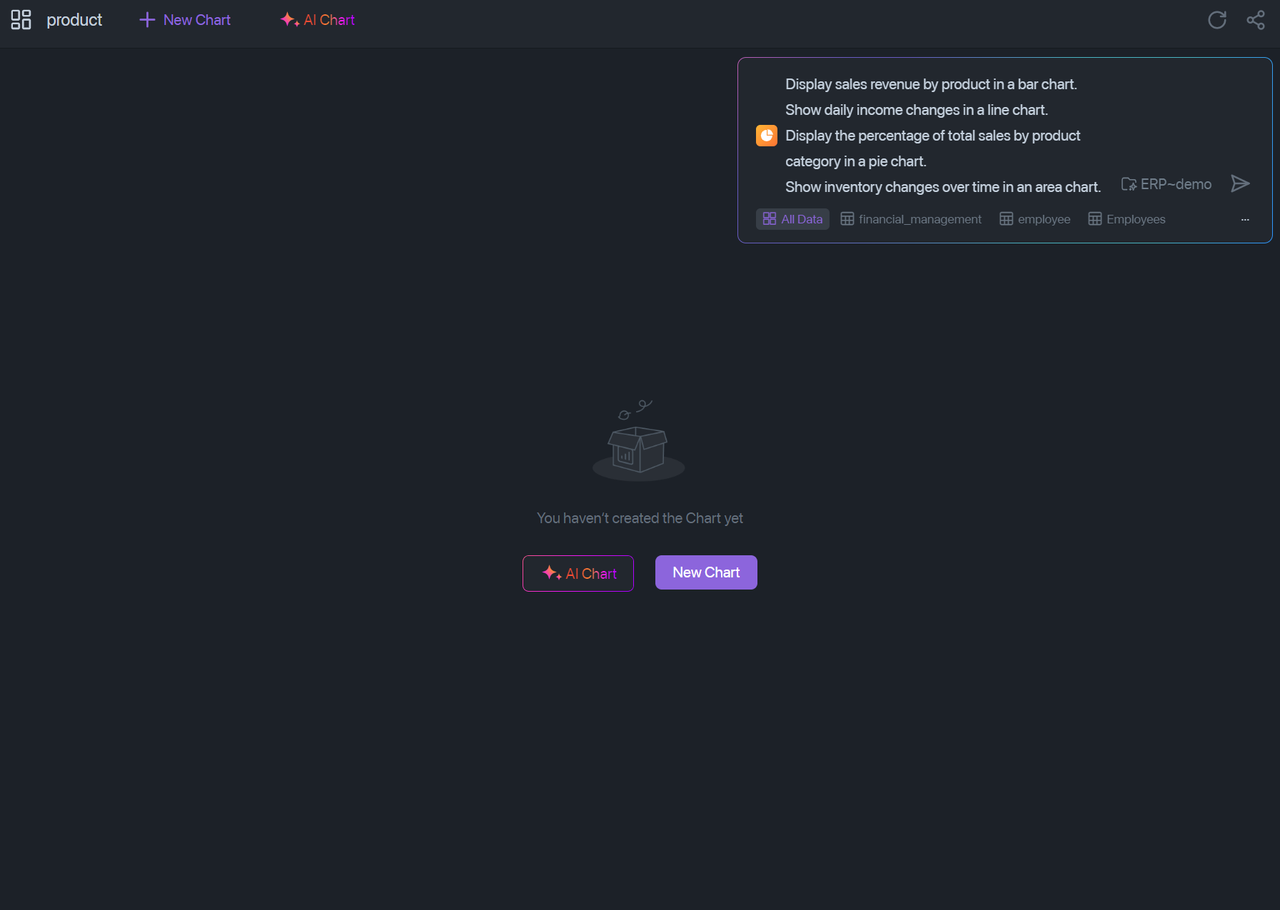 product
New Chart
AI Chart
Display sales revenue by product in a bar chart.
Show daily income changes in a line chart.
Display the percentage of total sales by product
category in a pie chart.
Show inventory changes over time in an area chart.
ERP~demo
All Data
financial_management
employee
Employees
...
You haven't created the Chart yet
AI Chart
New Chart